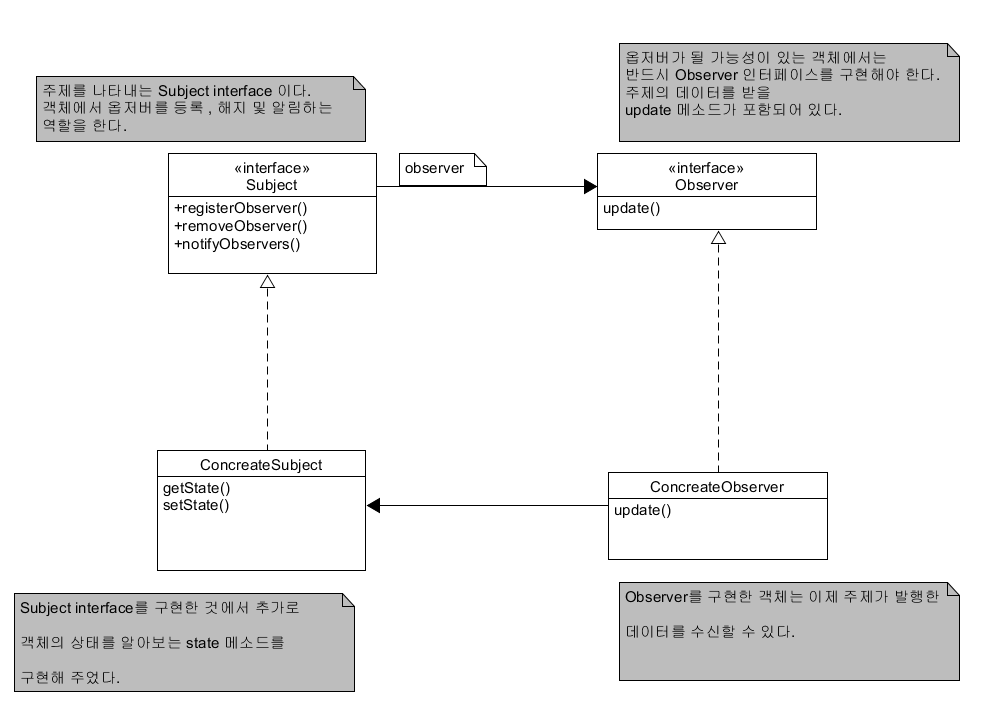 주제를 나타내는 Subject interface 이다.
객체에서 옵저버를 등록 , 해지 및 알림하는
역할을 한다.
옵저버가 될 가능성이 있는 객체에서는
반드시 Observer 인터페이스를 구현해야 한다.
주제의 데이터를 받을
update 메소드가 포함되어 있다.
«interface»
Subject
+registerObserver()
+removeObserver()
+notifyObservers()
observer
«interface»
Observer
update()
ConcreateSubject
getState()
setState()
ConcreateObserver
update()
Subject interface를 구현한 것에서 추가로
객체의 상태를 알아보는 state 메소드를
구현해 주었다.
Observer를 구현한 객체는 이제 주제가 발행한
데이터를 수신할 수 있다.